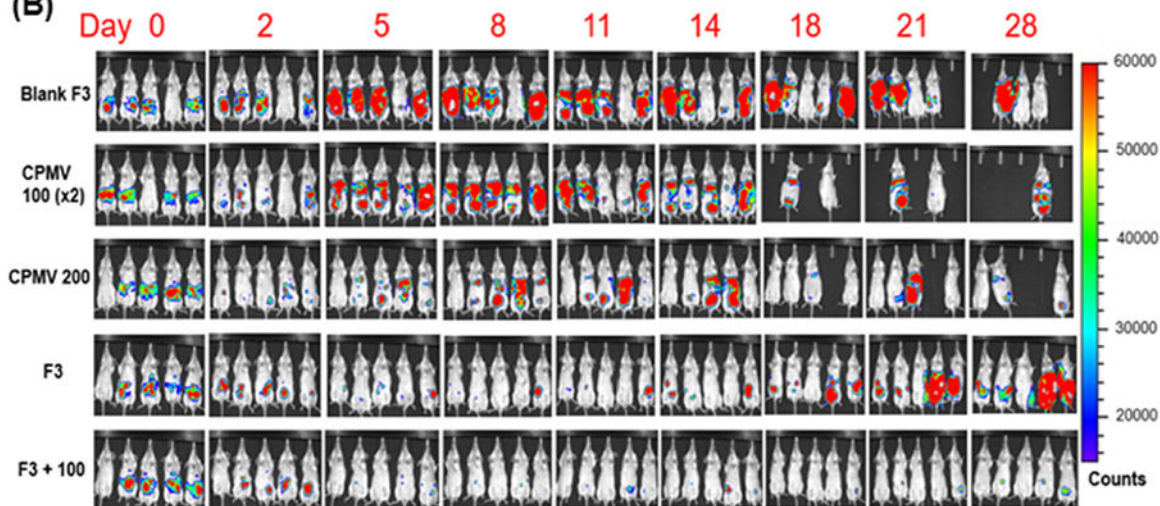 (B)
Day 0 2 5 8 11 14 18 21 28
Blank F3
CPMV
100 (x2)
CPMV 200
F3
F3 + 100
60000
50000
40000
30000
20000
Counts